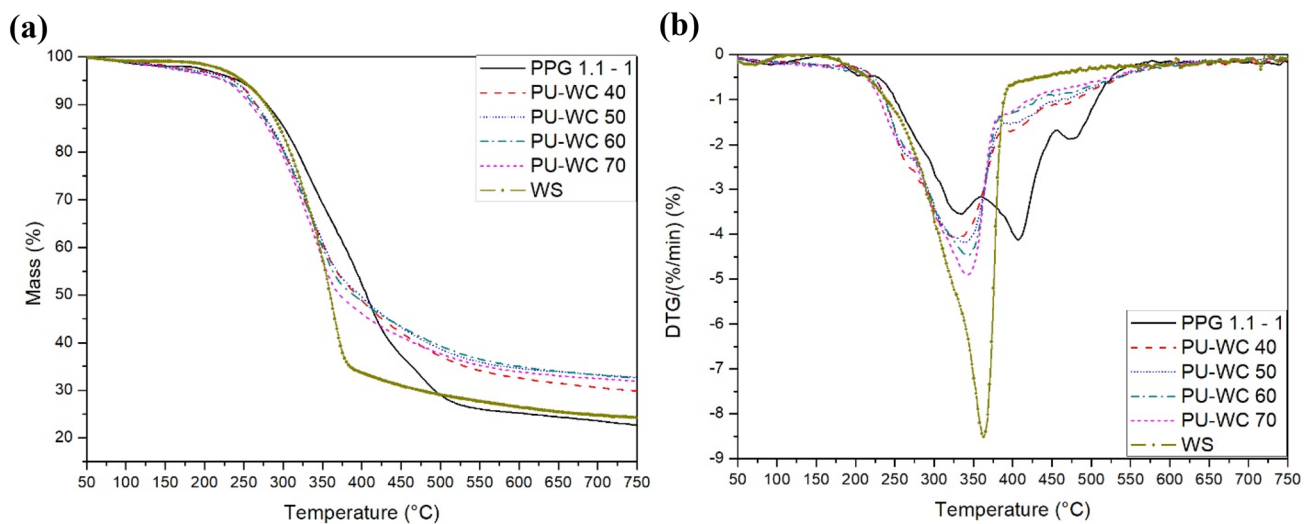 (a)
100
90
80
70
60
50
40
30
20
Mass (%)
PPG 1.1 - 1
PU-WC 40
PU-WC 50
PU-WC 60
PU-WC 70
WS
50 100 150 200 250 300 350 400 450 500 550 600 650 700 750
Temperature (°C)
(b)
0
-1
-2
-3
-4
-5
-6
-7
-8
-9
DTG/(%/min) (%)
PPG 1.1 - 1
PU-WC 40
PU-WC 50
PU-WC 60
PU-WC 70
WS
50 100 150 200 250 300 350 400 450 500 550 600 650 700 750
Temperature (°C)